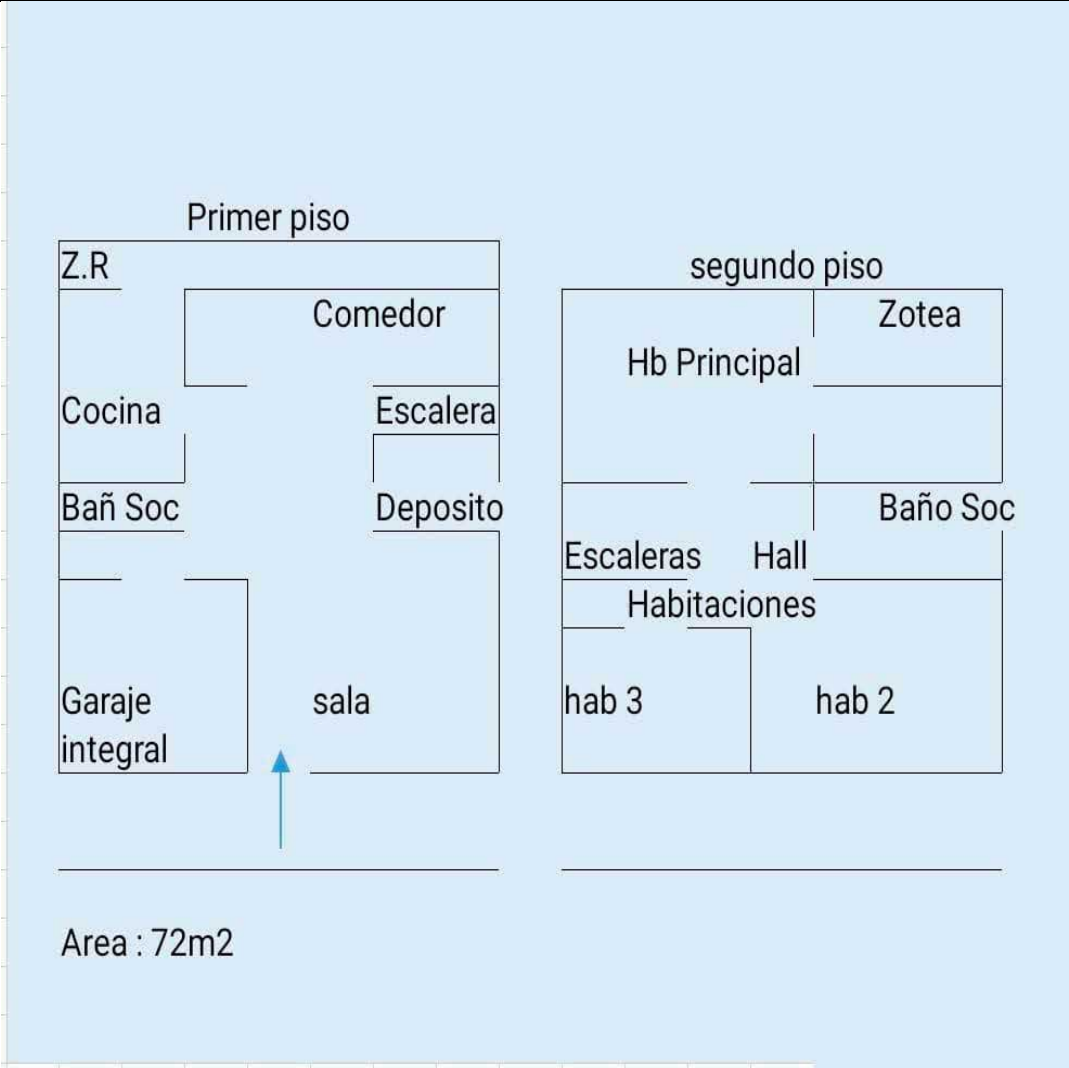 Primer piso
Z.R
Comedor
Cocina
Escalera
Bañ Soc
Deposito
Garaje
integral
sala
segundo piso
Zotea
Hb Principal
Baño Soc
Escaleras
Hall
Habitaciones
hab 3
hab 2
Area : 72m2